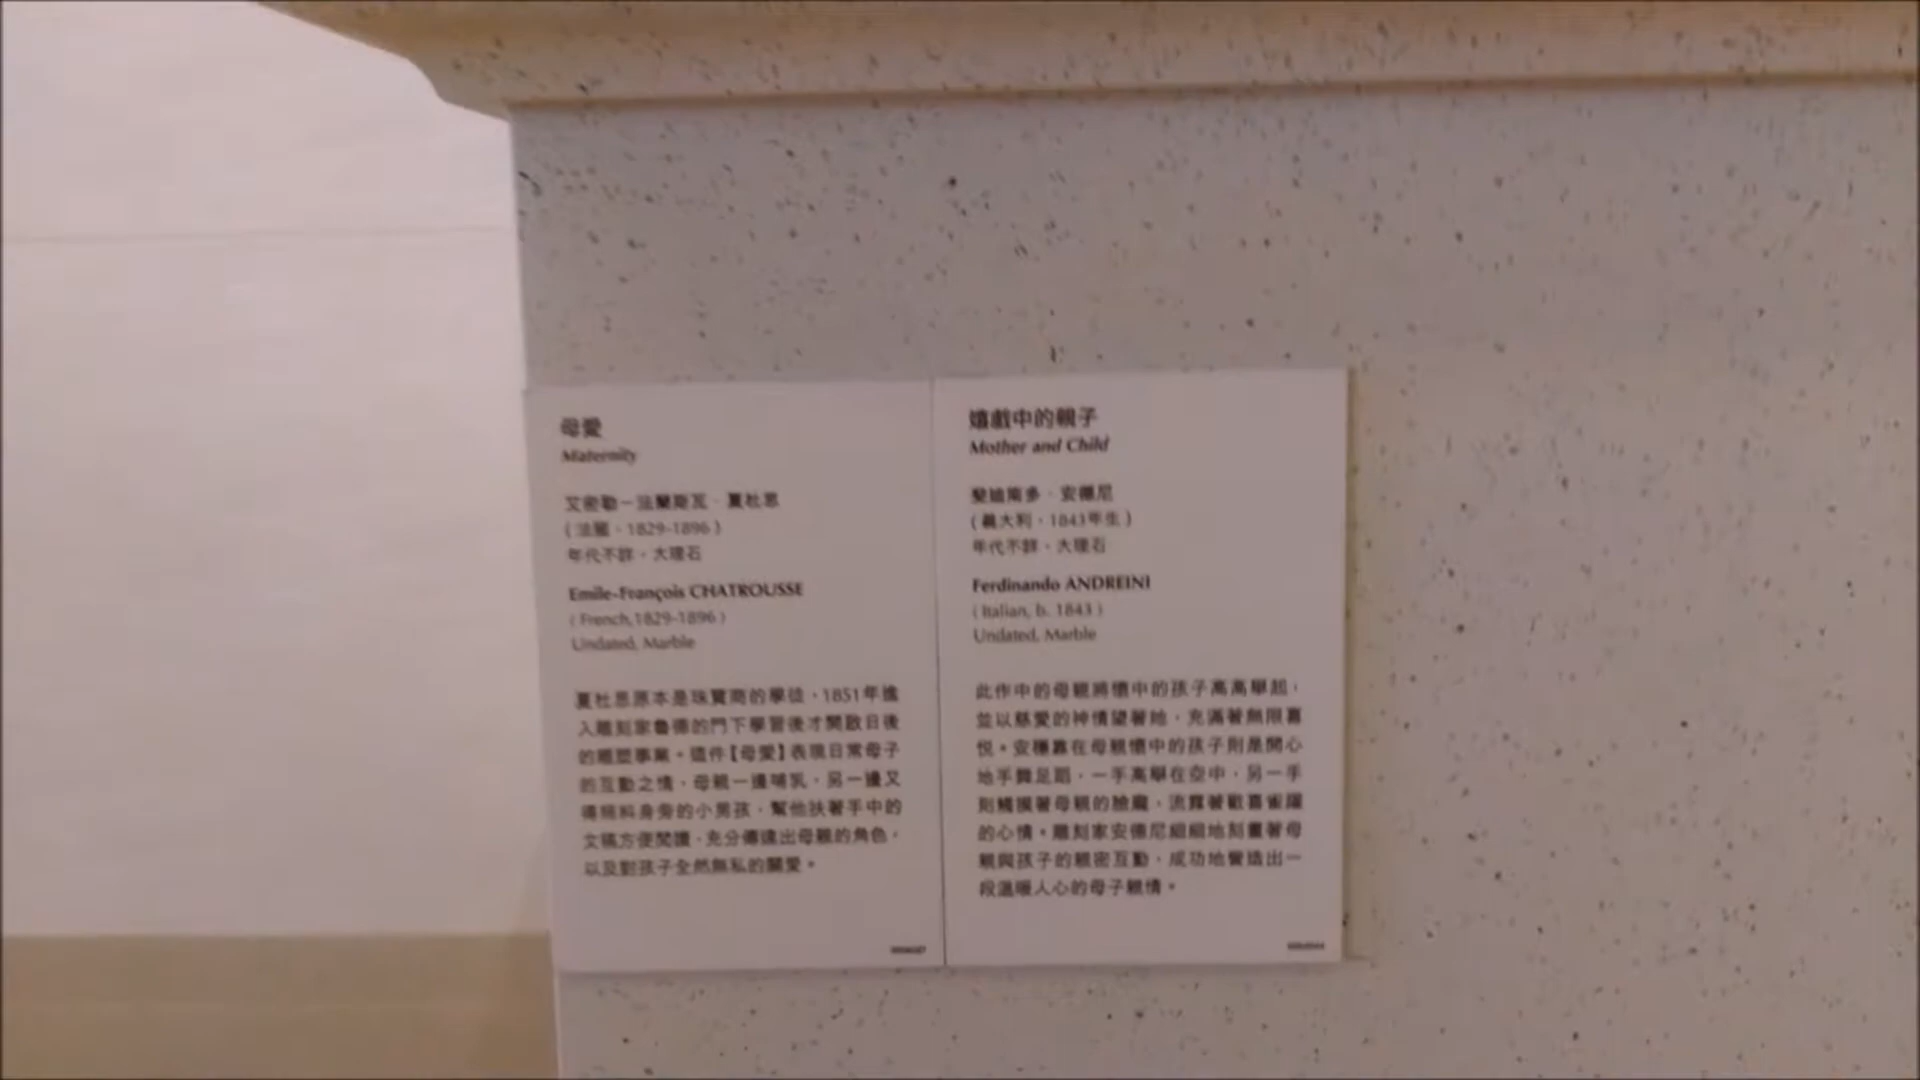 母愛
Maternity
艾密勒－法蘭斯瓦．夏杜思
（法國，1829-1896）
年代不詳，大理石
Emile-François CHATROUSSE
（French,1829-1896）
Undated, Marble
夏杜思原本是珠寶商的學徒，1851年進
入雕刻家魯德的門下學習後才開啟日後
的雕塑事業。這件【母愛】表現日常母子
的互動之情，母親一邊哺乳，另一邊又
得照料身旁的小男孩，幫他扶著手中的
文稿方便閱讀，充分傳達出母親的角色，
以及對孩子全然無私的關愛。
嬉戲中的親子
Mother and Child
斐迪南多．安德尼
（義大利，1843年生）
年代不詳，大理石
Ferdinando ANDREINI
（Italian, b. 1843）
Undated, Marble
此作中的母親將懷中的孩子高高舉起，
並以慈愛的神情望著她，充滿著無限喜
悅。安穩靠在母親懷中的孩子則是開心
地手舞足蹈，一手高舉在空中，另一手
則觸摸著母親的臉龐，流露著歡喜雀躍
的心情。雕刻家安德尼細細地刻畫著母
親與孩子的親密互動，成功地營造出一
段溫暖人心的母子親情。